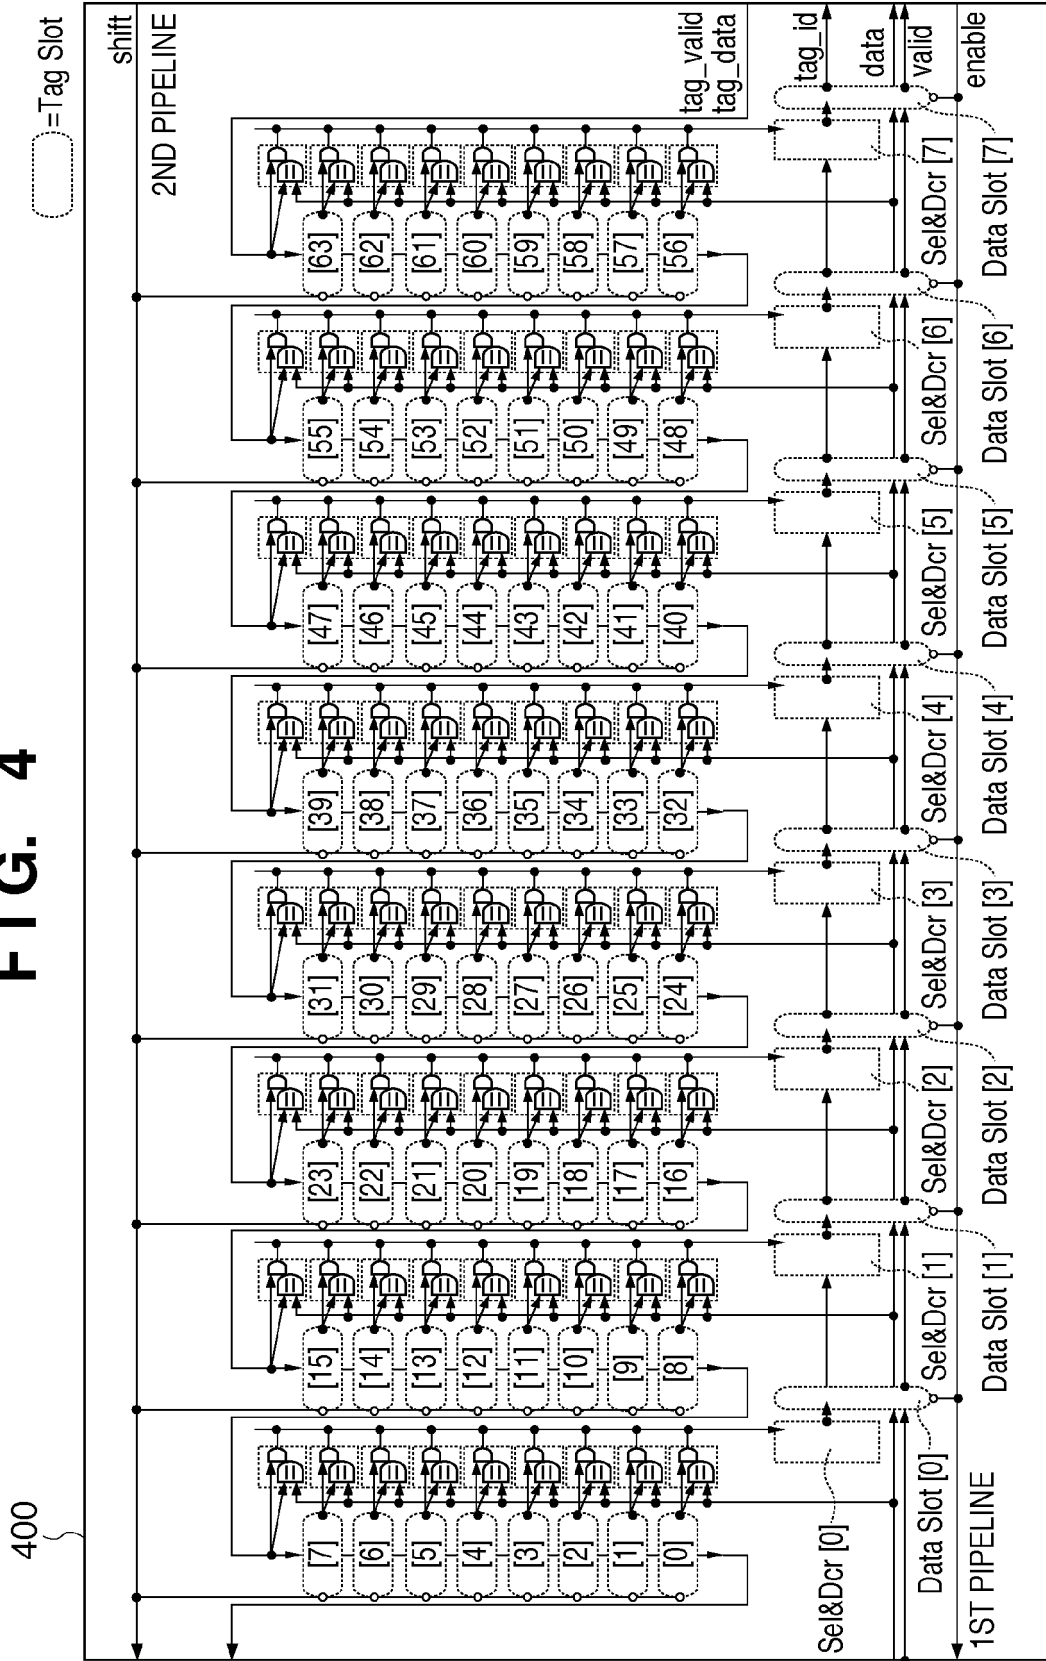 FIG. 4
400
=Tag Slot
shift
2ND PIPELINE
tag_valid
tag_data
tag_id
data
valid
enable
[7] [6] [5] [4] [3] [2] [1] [0]
[15] [14] [13] [12] [11] [10] [9] [8]
[23] [22] [21] [20] [19] [18] [17] [16]
[31] [30] [29] [28] [27] [26] [25] [24]
[39] [38] [37] [36] [35] [34] [33] [32]
[47] [46] [45] [44] [43] [42] [41] [40]
[55] [54] [53] [52] [51] [50] [49] [48]
[63] [62] [61] [60] [59] [58] [57] [56]
Sel&Dcr [0]
Data Slot [0]
Sel&Dcr [1]
Data Slot [1]
Sel&Dcr [2]
Data Slot [2]
Sel&Dcr [3]
Data Slot [3]
Sel&Dcr [4]
Data Slot [4]
Sel&Dcr [5]
Data Slot [5]
Sel&Dcr [6]
Data Slot [6]
Sel&Dcr [7]
Data Slot [7]
1ST PIPELINE